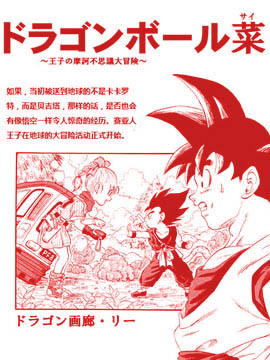 サイ
ドラゴンボール菜
～王子の摩訶不思議大冒険～
如果，当初被送到地球的不是卡卡罗
特，而是贝吉塔，那样的话，是否也会
有像悟空一样令人惊奇的经历。赛亚人
王子在地球的大冒险活动正式开始。
ドラゴン画廊・リー